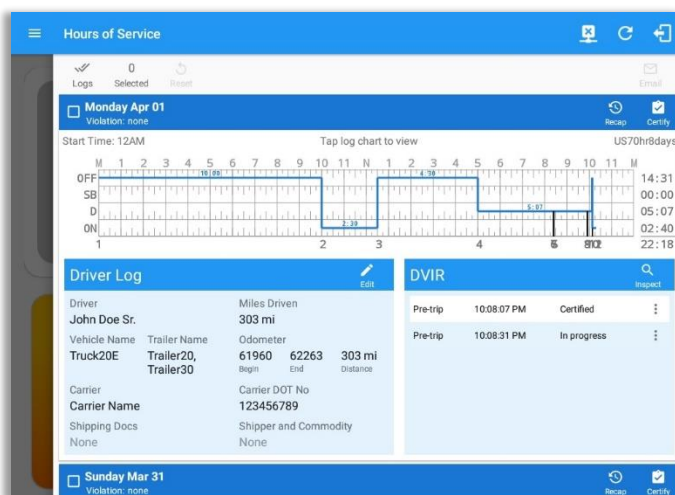 Hours of Service
Logs
0
Selected
Reset
Email
Monday Apr 01
Violation: none
Recap
Certify
Start Time: 12AM
Tap log chart to view
US70hr8days
M 1 2 3 4 5 6 7 8 9 10 11 N 1 2 3 4 5 6 7 8 9 10 11 M
OFF 14:31
SB 00:00
D 5:07 05:07
ON 02:40
1 2 3 4 22:18
Driver Log
Edit
Driver
John Doe Sr.
Miles Driven
303 mi
Vehicle Name
Truck20E
Trailer Name
Trailer20,
Trailer30
Odometer
61960 62263 303 mi
Begin End Distance
Carrier
Carrier Name
Carrier DOT No
123456789
Shipping Docs
None
Shipper and Commodity
None
DVIR
Inspect
Pre-trip 10:08:07 PM Certified
Pre-trip 10:08:31 PM In progress
Sunday Mar 31
Violation: none
Recap
Certify